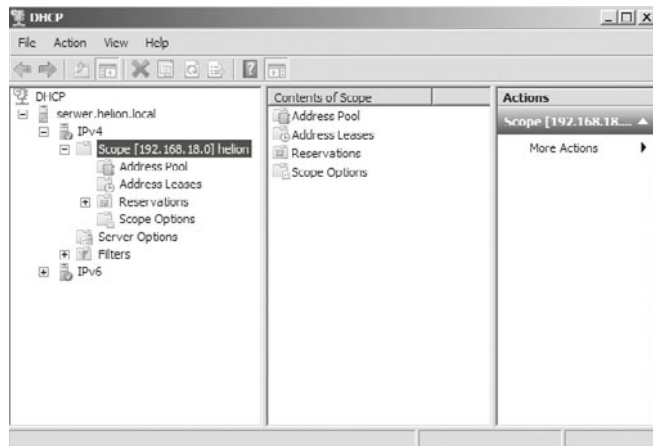 DHCP
File Action View Help
DHCP
serwer.helion.local
IPv4
Scope [192.168.18.0] helion
Address Pool
Address Leases
Reservations
Scope Options
Server Options
Filters
IPv6
Contents of Scope
Address Pool
Address Leases
Reservations
Scope Options
Actions
Scope [192.168.18....
More Actions